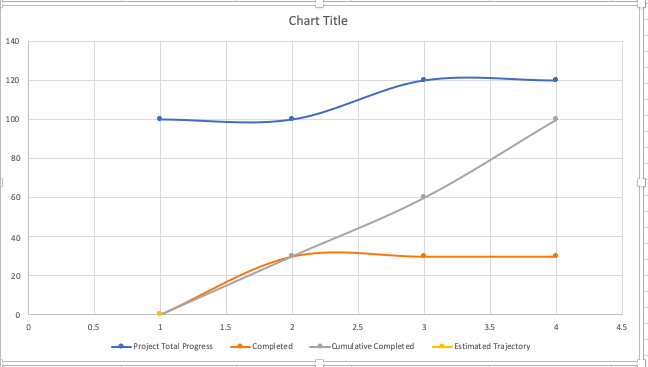 Chart Title
140
120
100
80
60
40
20
0
0 0.5 1 1.5 2 2.5 3 3.5 4 4.5
Project Total Progress Completed Cumulative Completed Estimated Trajectory